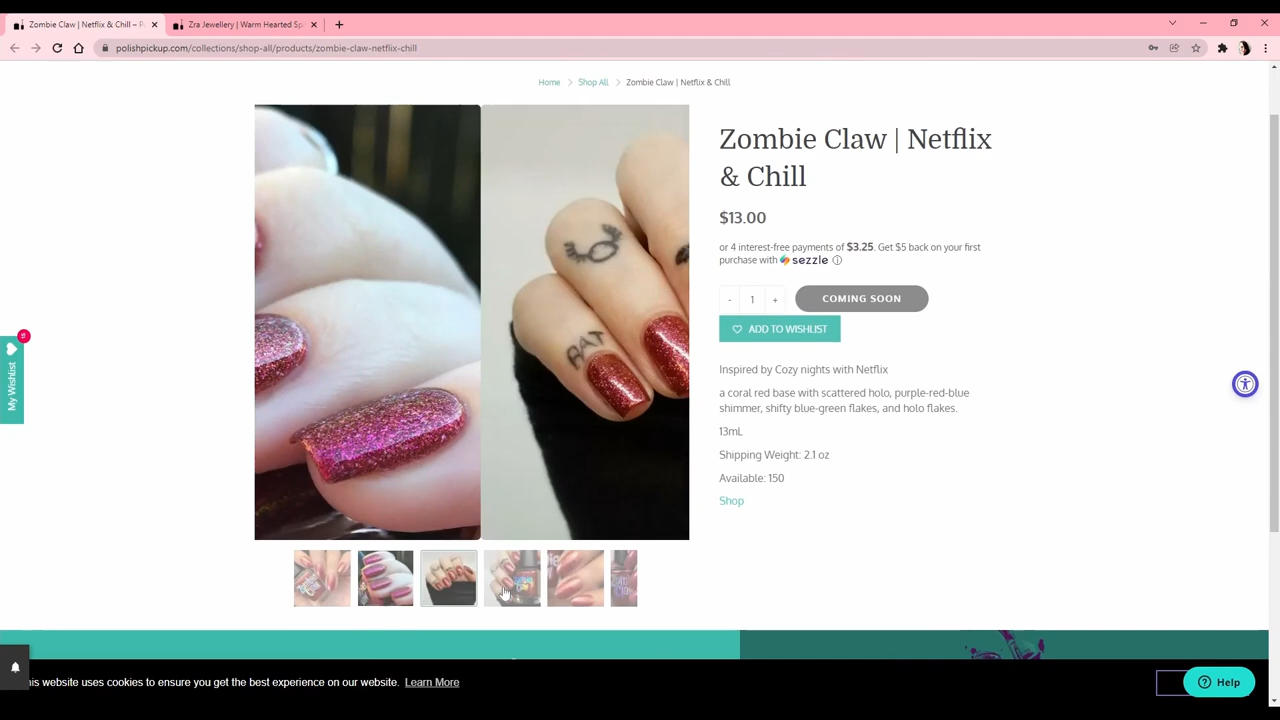 Zombie Claw | Netflix & Chill – P
Zra Jewellery | Warm Hearted Sp
polishpickup.com/collections/shop-all/products/zombie-claw-netflix-chill
Home > Shop All > Zombie Claw | Netflix & Chill
Zombie Claw | Netflix
& Chill
$13.00
or 4 interest-free payments of $3.25. Get $5 back on your first
purchase with sezzle
- 1 +
COMING SOON
ADD TO WISHLIST
Inspired by Cozy nights with Netflix
a coral red base with scattered holo, purple-red-blue
shimmer, shifty blue-green flakes, and holo flakes.
13mL
Shipping Weight: 2.1 oz
Available: 150
Shop
My Wishlist
RAT
his website uses cookies to ensure you get the best experience on our website. Learn More
Help